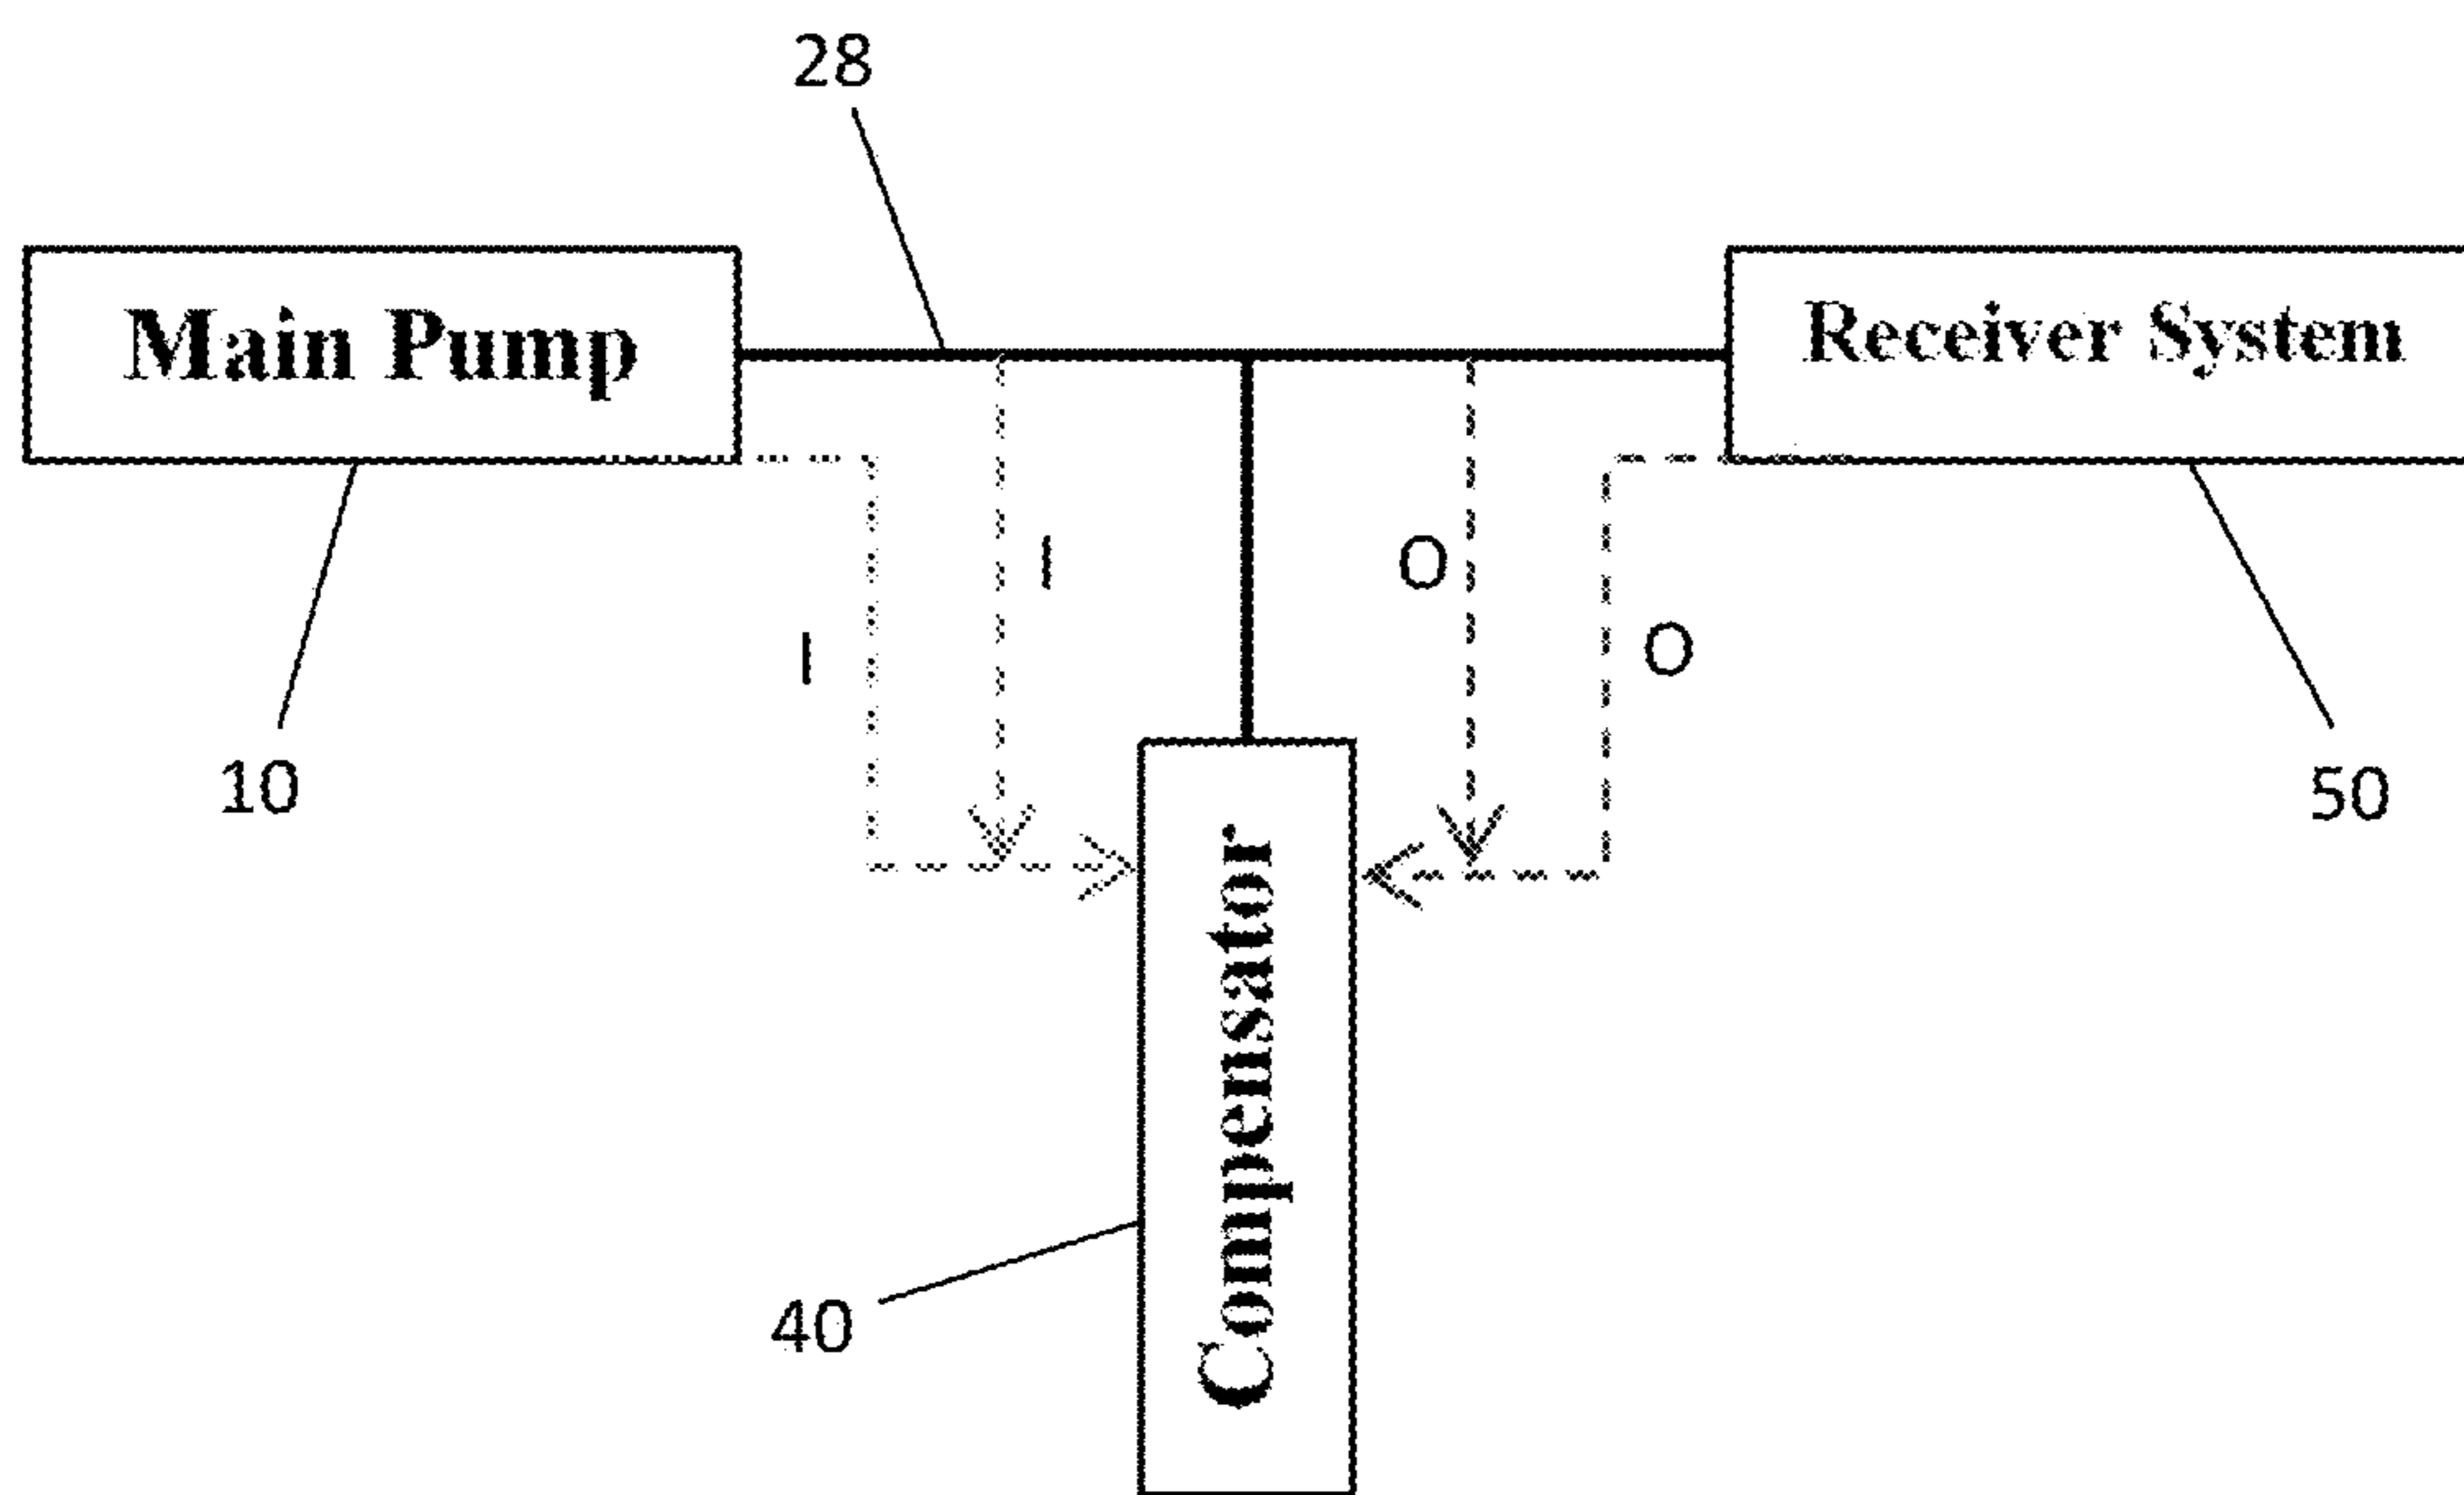 28
Main Pump
Receiver System
I
O
I
O
10
50
Compensator
40